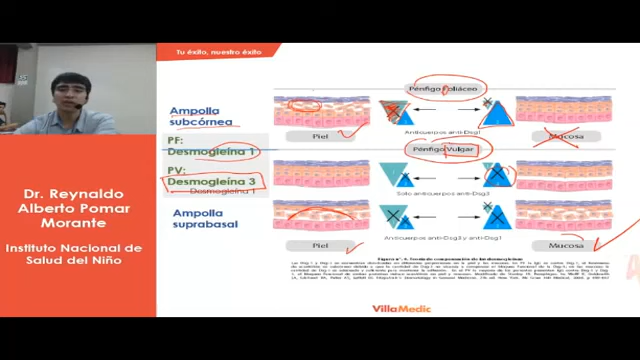 Tu éxito, nuestro éxito
Pénfigo foliáceo
Ampolla
subcórnea
PF:
Desmogleína 1
PV:
Desmogleína 3
Desmogleína 1
Ampolla
suprabasal
Piel
Anticuerpos anti-Dsg1
Mucosa
Pénfigo Vulgar
Solo anticuerpos anti-Dsg3
Anticuerpos anti-Dsg3 y anti-Dsg1
Piel
Mucosa
Dr. Reynaldo
Alberto Pomar
Morante
Instituto Nacional de
Salud del Niño
VillaMedic